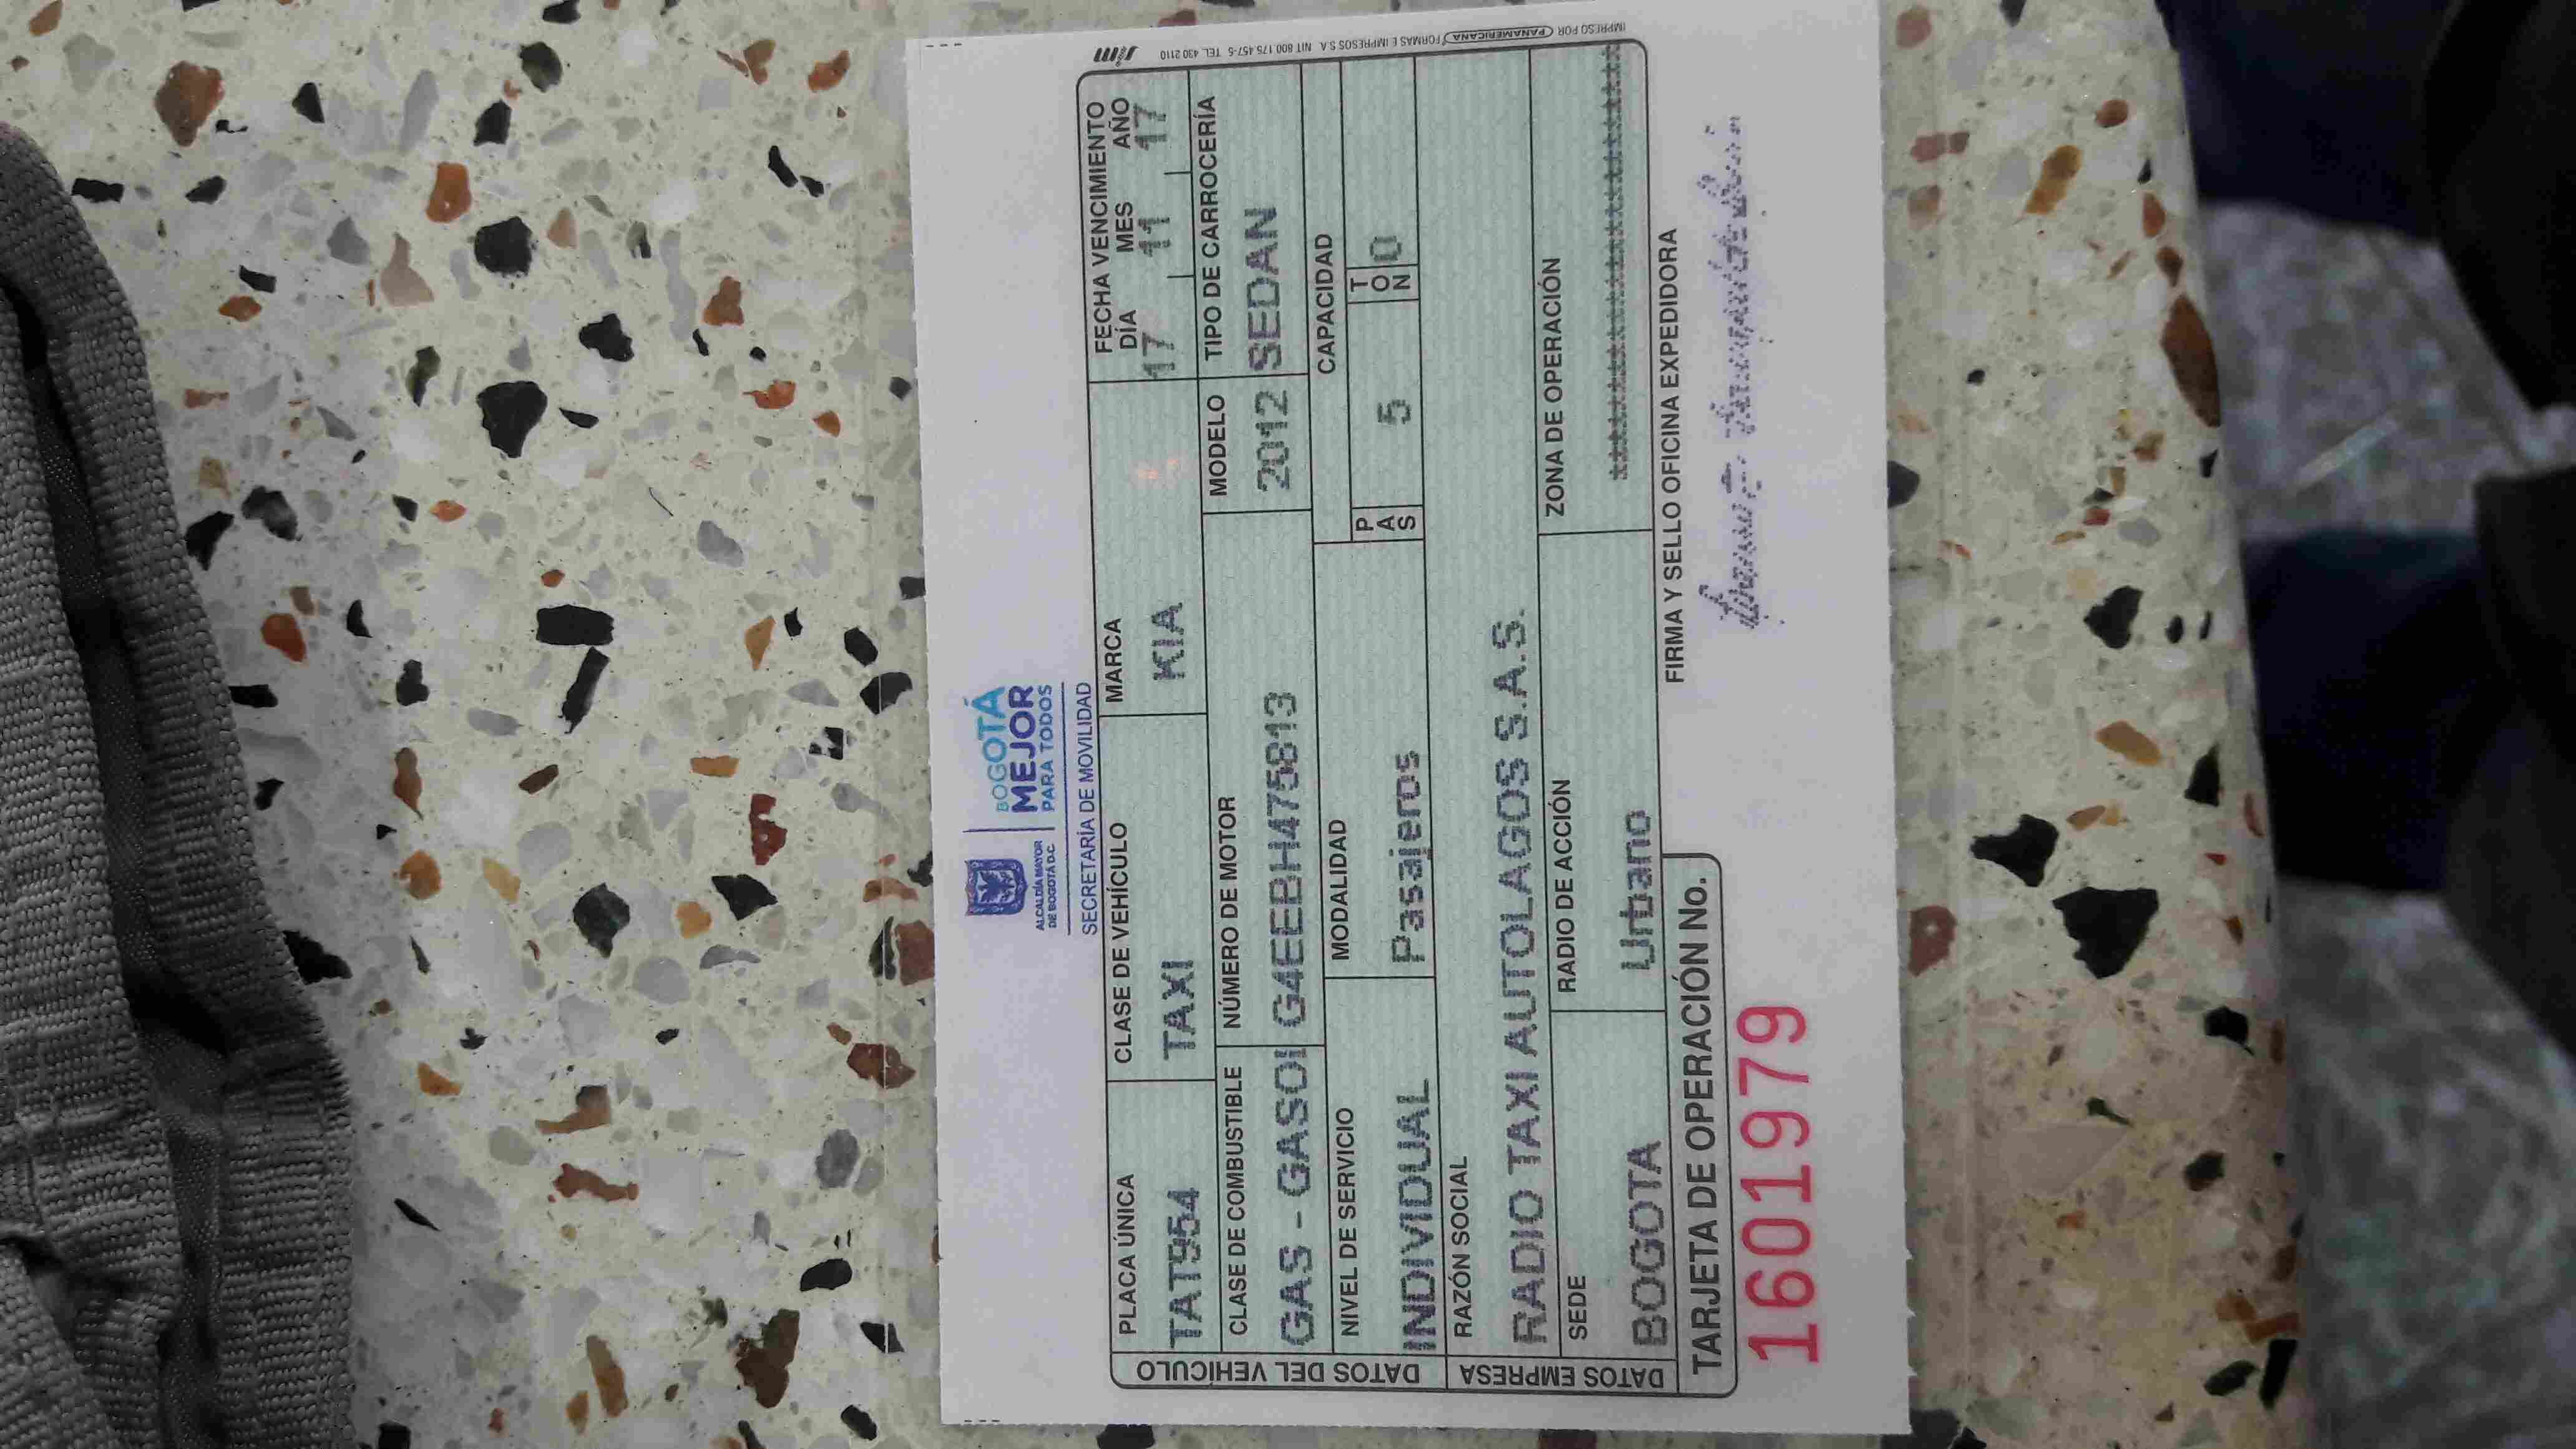 ALCALDÍA MAYOR
DE BOGOTÁ D.C.
BOGOTÁ
MEJOR
PARA TODOS
SECRETARÍA DE MOVILIDAD
DATOS DEL VEHÍCULO
PLACA ÚNICA
TAT954
CLASE DE VEHÍCULO
TAXI
MARCA
KIA
FECHA VENCIMIENTO
DÍA MES AÑO
17 11 17
CLASE DE COMBUSTIBLE
GAS - GASOL
NÚMERO DE MOTOR
G4EEBH475813
MODELO
2012
TIPO DE CARROCERÍA
SEDAN
NIVEL DE SERVICIO
INDIVIDUAL
MODALIDAD
Pasajeros
CAPACIDAD
PAS 5
TON 0
DATOS EMPRESA
RAZÓN SOCIAL
RADIO TAXI AUTOLAGOS S.A.S.
SEDE
BOGOTA
RADIO DE ACCIÓN
Urbano
ZONA DE OPERACIÓN
TARJETA DE OPERACIÓN No.
1601979
FIRMA Y SELLO OFICINA EXPEDIDORA
IMPRESO POR PANAMERICANA FORMAS E IMPRESOS S.A. NIT 800 175 457-5 TEL. 430 2110
sim